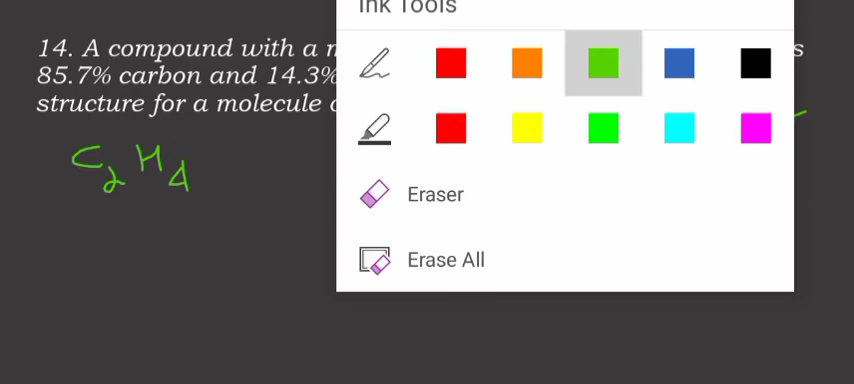 Ink Tools
14. A compound with a s
85.7% carbon and 14.3%
structure for a molecule
C2H4
Eraser
Erase All